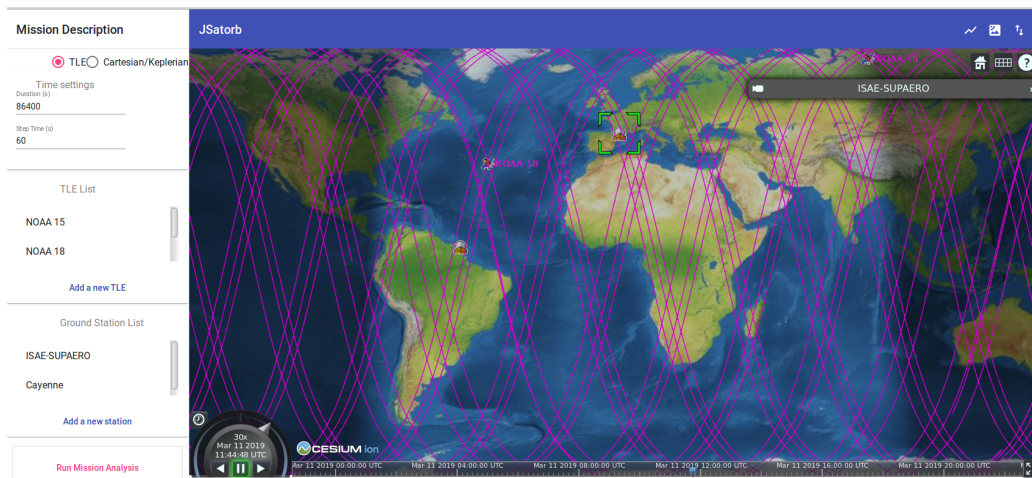 Mission Description
JSatorb
TLE
Cartesian/Keplerian
Time settings
Duration (s)
86400
Step Time (s)
60
TLE List
NOAA 15
NOAA 18
Add a new TLE
Ground Station List
ISAE-SUPAERO
Cayenne
Add a new station
Run Mission Analysis
NOAA 15
?
ISAE-SUPAERO
NOAA 18
30x
Mar 11 2019
11:44:48 UTC
CESIUM ion
Mar 11 2019 00:00:00 UTC
Mar 11 2019 04:00:00 UTC
Mar 11 2019 08:00:00 UTC
Mar 11 2019 12:00:00 UTC
Mar 11 2019 16:00:00 UTC
Mar 11 2019 20:00:00 UTC